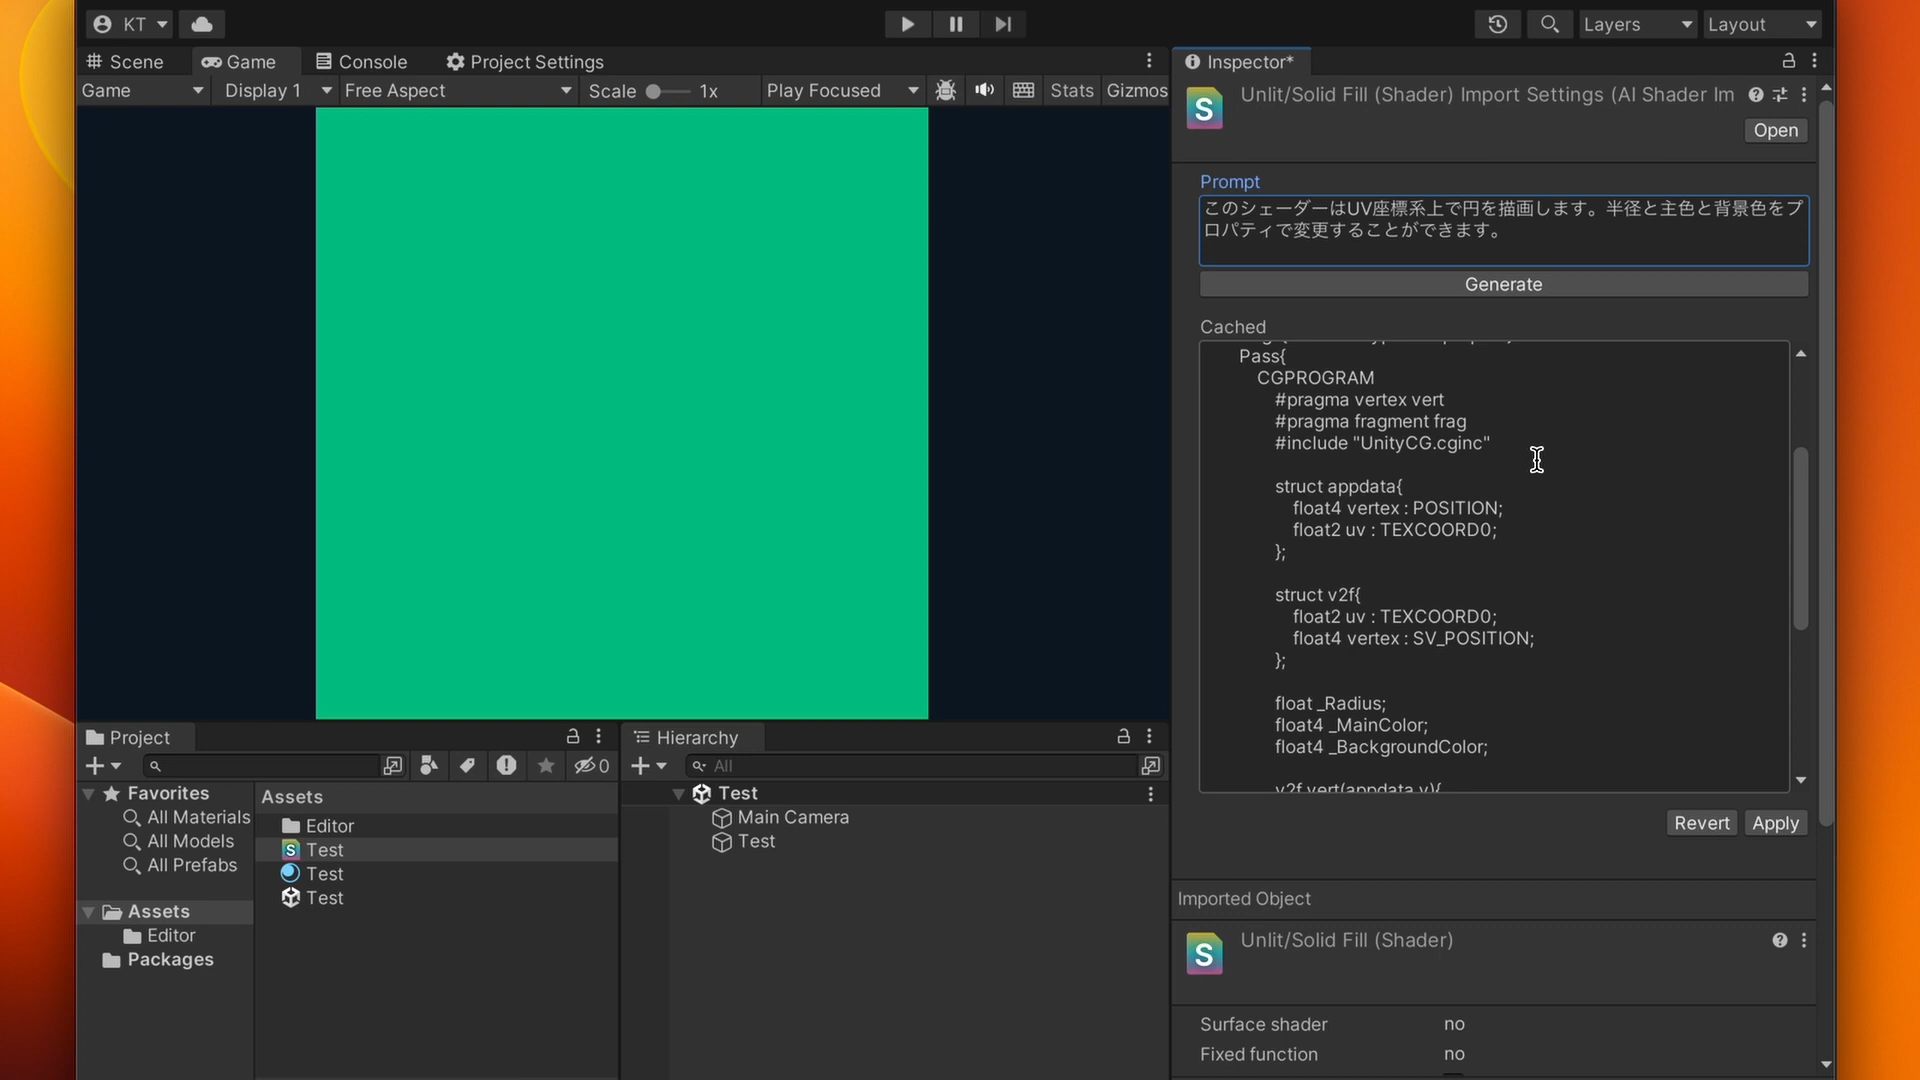 KT
Layers
Layout
Scene
Game
Console
Project Settings
Inspector*
Game
Display 1
Free Aspect
Scale
1x
Play Focused
Stats
Gizmos
Unlit/Solid Fill (Shader) Import Settings (AI Shader Im
Open
Prompt
このシェーダーはUV座標系上で円を描画します。半径と主色と背景色をプ
ロパティで変更することができます。
Generate
Cached
Pass{
CGPROGRAM
#pragma vertex vert
#pragma fragment frag
#include "UnityCG.cginc"
struct appdata{
float4 vertex : POSITION;
float2 uv : TEXCOORD0;
};
struct v2f{
float2 uv : TEXCOORD0;
float4 vertex : SV_POSITION;
};
float _Radius;
float4 _MainColor;
float4 _BackgroundColor;
v2f vert(appdata v){
Revert
Apply
Imported Object
Unlit/Solid Fill (Shader)
Surface shader
no
Fixed function
no
Project
0
Favorites
All Materials
All Models
All Prefabs
Assets
Editor
Packages
Assets
Editor
Test
Test
Test
Hierarchy
All
Test
Main Camera
Test